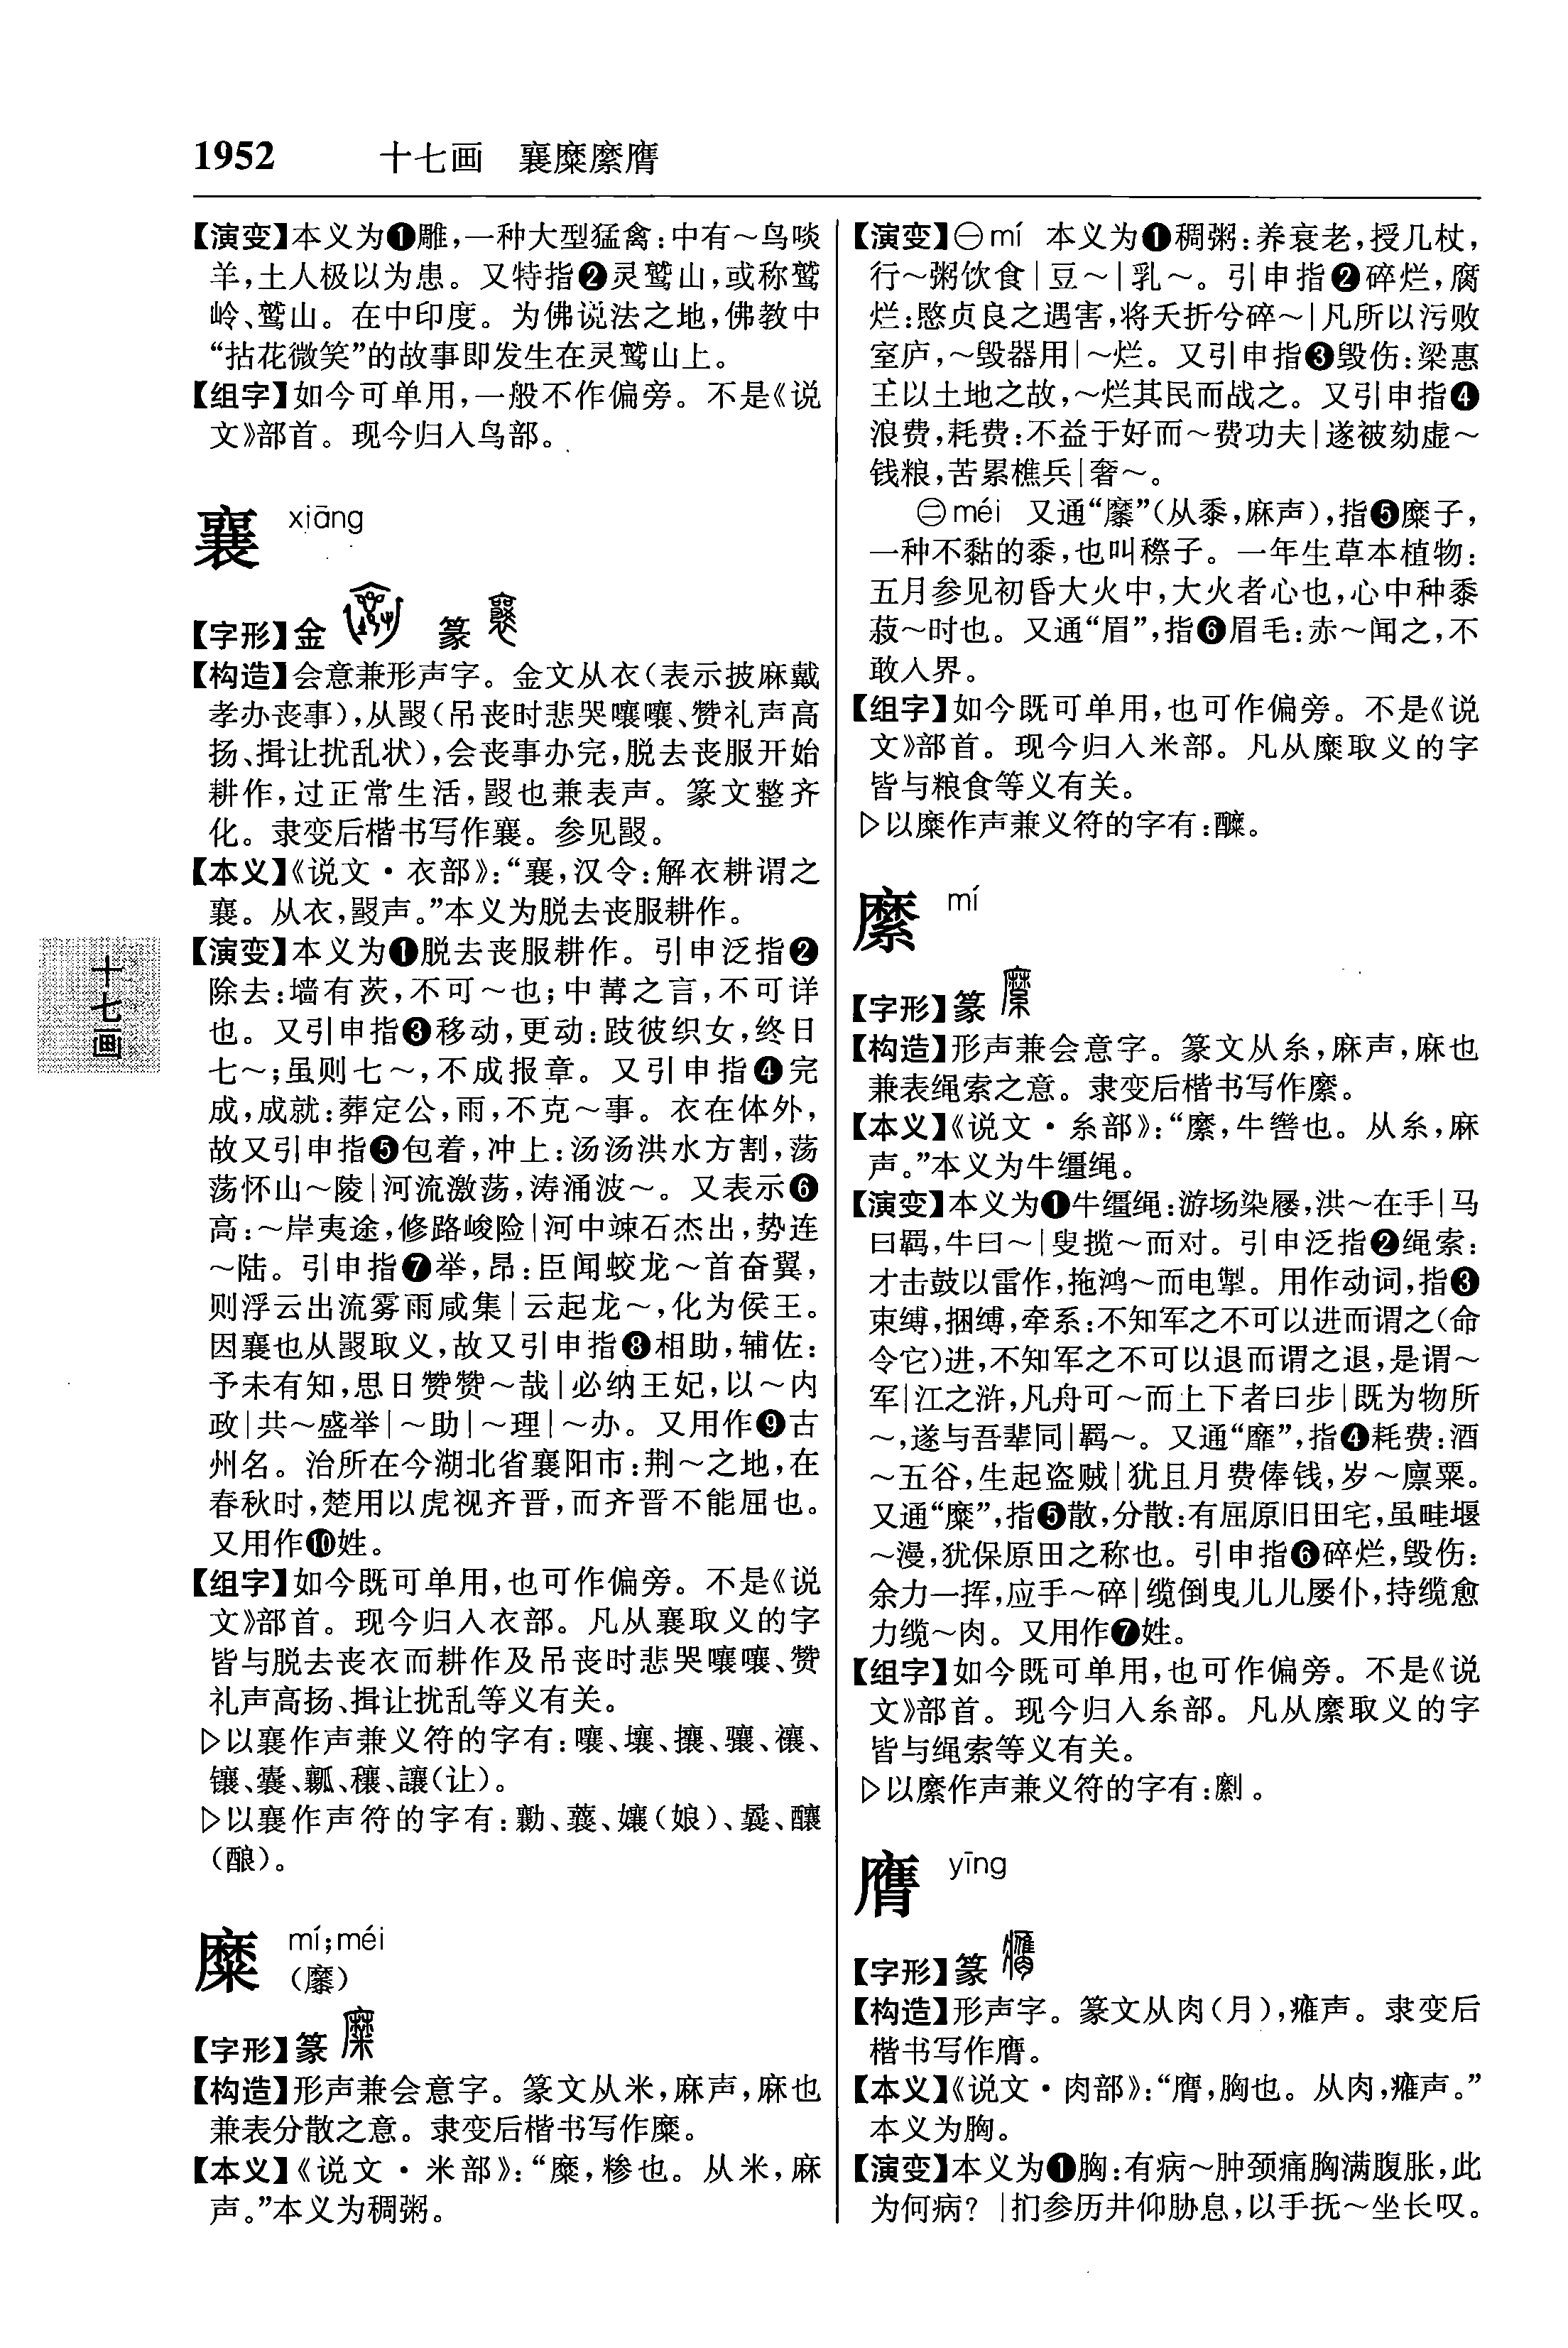 1952 十七画 襄糜縻膺
【演变】本义为❶雕,一种大型猛禽:中有～鸟啖
羊,土人极以为患。又特指❷灵鹫山,或称鹫
岭、鹫山。在中印度。为佛说法之地,佛教中
“拈花微笑”的故事即发生在灵鹫山上。
【组字】如今可单用,一般不作偏旁。不是《说
文》部首。现今归入鸟部。
襄 xiāng
【字形】金 篆
【构造】会意兼形声字。金文从衣(表示披麻戴
孝办丧事),从㗊(吊丧时悲哭嚷嚷、赞礼声高
扬、揖让扰乱状),会丧事办完,脱去丧服开始
耕作,过正常生活,也兼表声。篆文整齐
化。隶变后楷书写作襄。参见。
【本义】《说文·衣部》:“襄,汉令:解衣耕谓之
襄。从衣,声。”本义为脱去丧服耕作。
【演变】本义为❶脱去丧服耕作。引申泛指❷
除去:墙有茨,不可～也;中冓之言,不可详
也。又引申指❸移动,更动:跂彼织女,终日
七～;虽则七～,不成报章。又引申指❹完
成,成就:葬定公,雨,不克～事。衣在体外,
故又引申指❺包着,冲上:汤汤洪水方割,荡
荡怀山～陵|河流激荡,涛涌波～。又表示❻
高:～岸夷途,修路峻险|河中竦石杰出,势连
～陆。引申指❼举,昂:臣闻蛟龙～首奋翼,
则浮云出流雾雨咸集|云起龙～,化为侯王。
因襄也从取义,故又引申指❽相助,辅佐:
予未有知,思日赞赞～哉|必纳王妃,以～内
政|共～盛举|～助|～理|～办。又用作❾古
州名。治所在今湖北省襄阳市:荆～之地,在
春秋时,楚用以虎视齐晋,而齐晋不能屈也。
又用作❿姓。
【组字】如今既可单用,也可作偏旁。不是《说
文》部首。现今归入衣部。凡从襄取义的字
皆与脱去丧衣而耕作及吊丧时悲哭嚷嚷、赞
礼声高扬、揖让扰乱等义有关。
▷以襄作声兼义符的字有:嚷、壤、攘、骧、禳、
镶、囊、瓤、穰、讓(让)。
▷以襄作声符的字有:勷、蘘、孃(娘)、曩、釀
(酿)。
糜 mí;méi
(穈)
【字形】篆
【构造】形声兼会意字。篆文从米,麻声,麻也
兼表分散之意。隶变后楷书写作糜。
【本义】《说文·米部》:“糜,糁也。从米,麻
声。”本义为稠粥。
【演变】㊀mí 本义为❶稠粥:养衰老,授几杖,
行～粥饮食|豆～|乳～。引申指❷碎烂,腐
烂:愍贞良之遇害,将夭折兮碎～|凡所以污败
室庐,～毁器用|～烂。又引申指❸毁伤:梁惠
王以土地之故,～烂其民而战之。又引申指❹
浪费,耗费:不益于好而～费功夫|遂被劾虚～
钱粮,苦累樵兵|奢～。
㊁méi 又通“穈”(从黍,麻声),指❺糜子,
一种不黏的黍,也叫穄子。一年生草本植物:
五月参见初昏大火中,大火者心也,心中种黍
菽～时也。又通“眉”,指❻眉毛:赤～闻之,不
敢入界。
【组字】如今既可单用,也可作偏旁。不是《说
文》部首。现今归入米部。凡从糜取义的字
皆与粮食等义有关。
▷以糜作声兼义符的字有:醾。
縻 mí
【字形】篆
【构造】形声兼会意字。篆文从糸,麻声,麻也
兼表绳索之意。隶变后楷书写作縻。
【本义】《说文·糸部》:“縻,牛辔也。从糸,麻
声。”本义为牛缰绳。
【演变】本义为❶牛缰绳:游场染屦,洪～在手|马
曰羁,牛曰～|叟揽～而对。引申泛指❷绳索:
才击鼓以雷作,拖鸿～而电掣。用作动词,指❸
束缚,捆缚,牵系:不知军之不可以进而谓之(命
令它)进,不知军之不可以退而谓之退,是谓～
军|江之浒,凡舟可～而上下者曰步|既为物所
～,遂与吾辈同|羁～。又通“靡”,指❹耗费:酒
～五谷,生起盗贼|犹且月费俸钱,岁～廪粟。
又通“糜”,指❺散,分散:有屈原旧田宅,虽畦堰
～漫,犹保原田之称也。引申指❻碎烂,毁伤:
余力一挥,应手～碎|缆倒曳儿儿屡仆,持缆愈
力缆～肉。又用作❼姓。
【组字】如今既可单用,也可作偏旁。不是《说
文》部首。现今归入糸部。凡从縻取义的字
皆与绳索等义有关。
▷以縻作声兼义符的字有:。
膺 yīng
【字形】篆
【构造】形声字。篆文从肉(月),䧹声。隶变后
楷书写作膺。
【本义】《说文·肉部》:“膺,胸也。从肉,䧹声。”
本义为胸。
【演变】本义为❶胸:有病～肿颈痛胸满腹胀,此
为何病?|扪参历井仰胁息,以手抚～坐长叹。
十七画